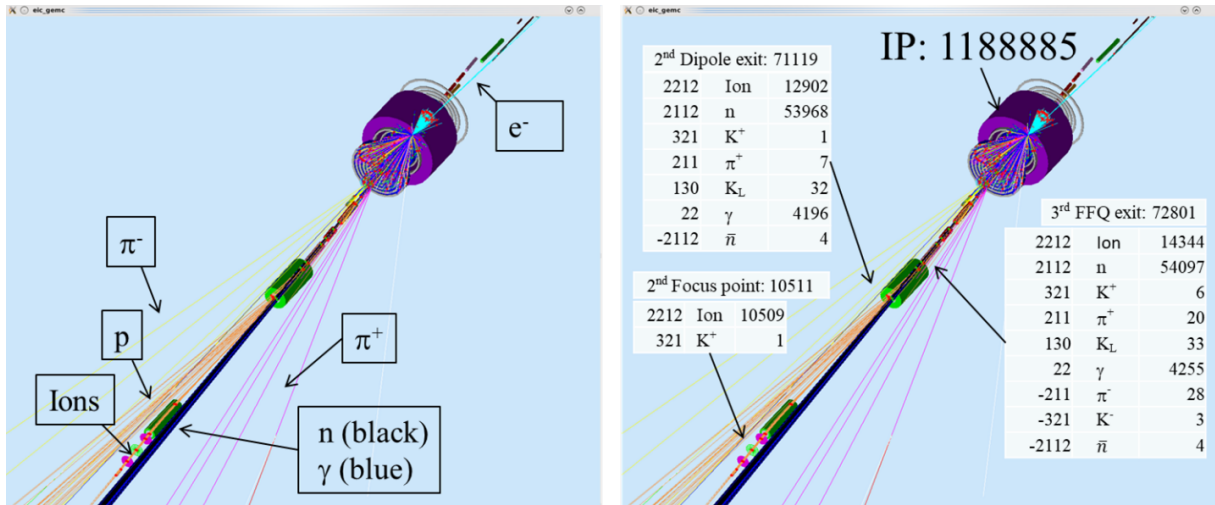 eic_gemc
e⁻
π⁻
p
π⁺
Ions
n (black)
γ (blue)
eic_gemc
IP: 1188885
2nd Dipole exit: 71119
2212 Ion 12902
2112 n 53968
321 K⁺ 1
211 π⁺ 7
130 K_L 32
22 γ 4196
-2112 n̅ 4
2nd Focus point: 10511
2212 Ion 10509
321 K⁺ 1
3rd FFQ exit: 72801
2212 Ion 14344
2112 n 54097
321 K⁺ 6
211 π⁺ 20
130 K_L 33
22 γ 4255
-211 π⁻ 28
-321 K⁻ 3
-2112 n̅ 4